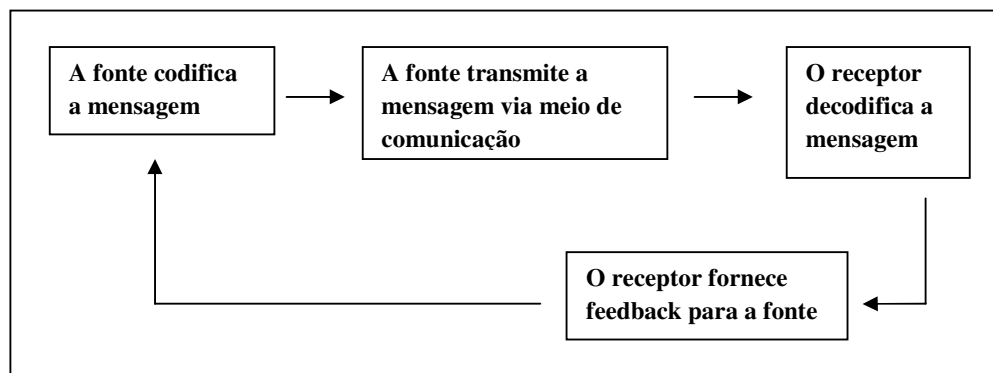 A fonte codifica
a mensagem
A fonte transmite a
mensagem via meio de
comunicação
O receptor
decodifica a
mensagem
O receptor fornece
feedback para a fonte